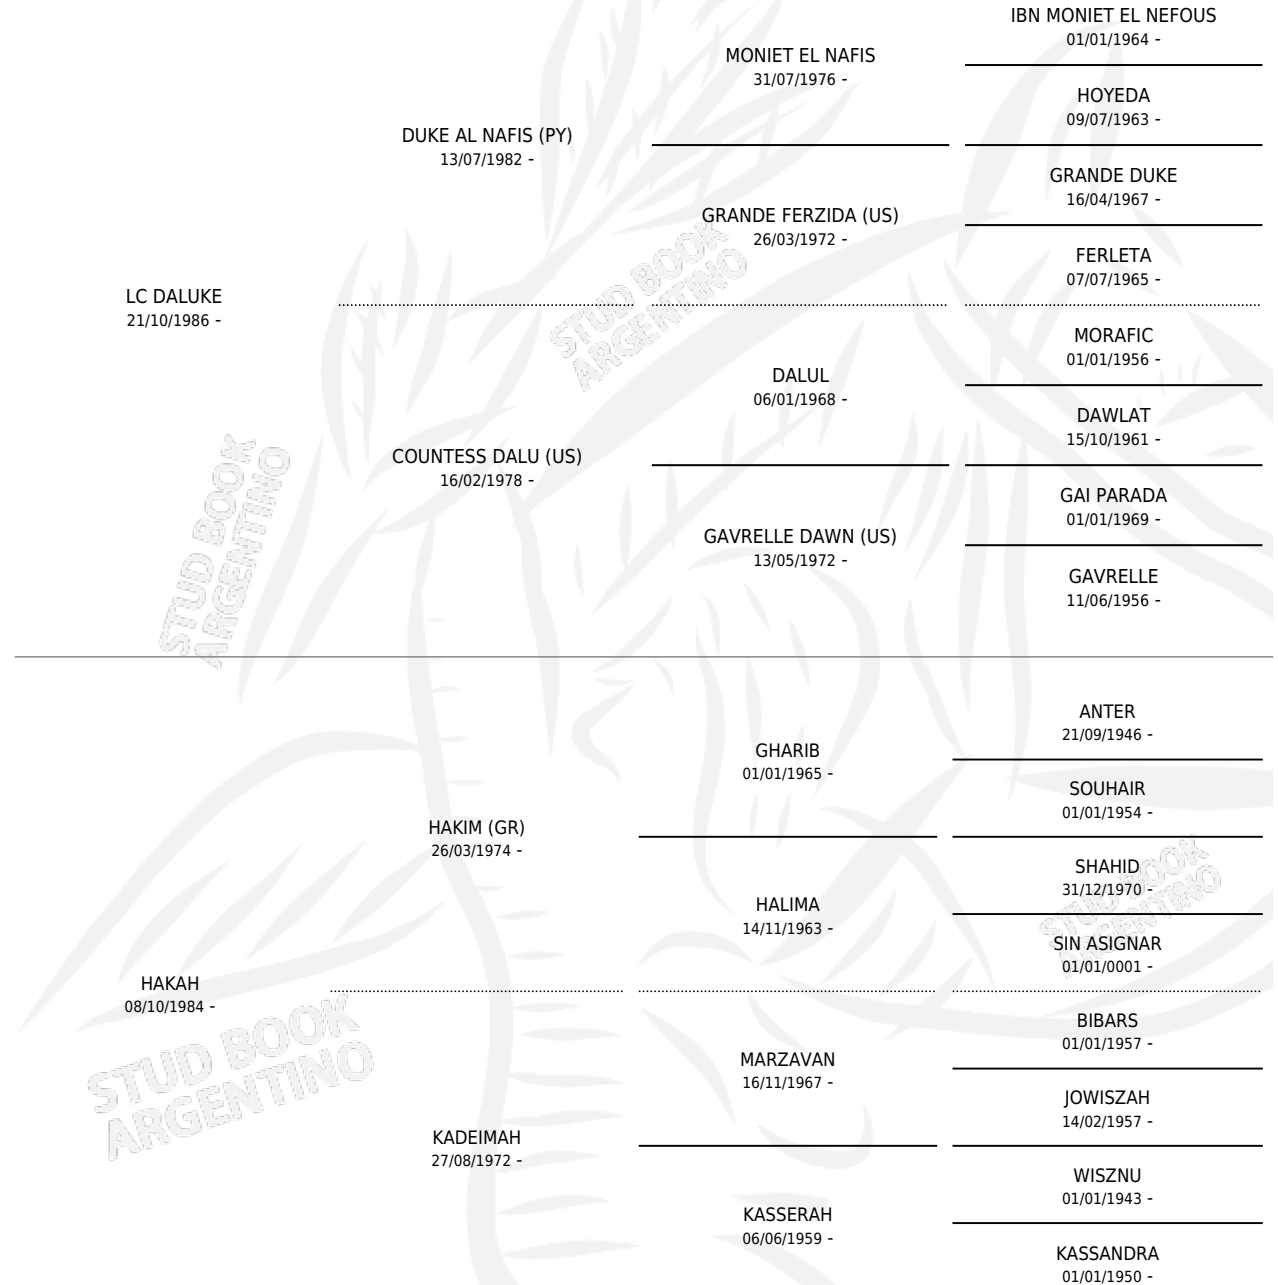 IBN MONIET EL NEFOUS
01/01/1964 -
MONIET EL NAFIS
31/07/1976 -
HOYEDA
09/07/1963 -
DUKE AL NAFIS (PY)
13/07/1982 -
GRANDE DUKE
16/04/1967 -
GRANDE FERZIDA (US)
26/03/1972 -
FERLETA
07/07/1965 -
LC DALUKE
21/10/1986 -
STUD BOOK
ARGENTINO
MORAFIC
01/01/1956 -
DALUL
06/01/1968 -
DAWLAT
15/10/1961 -
COUNTESS DALU (US)
16/02/1978 -
GAI PARADA
01/01/1969 -
GAVRELLE DAWN (US)
13/05/1972 -
GAVRELLE
11/06/1956 -
STUD BOOK
ARGENTINO
ANTER
21/09/1946 -
GHARIB
01/01/1965 -
SOUHAIR
01/01/1954 -
HAKIM (GR)
26/03/1974 -
SHAHID
31/12/1970 -
HALIMA
14/11/1963 -
SIN ASIGNAR
01/01/0001 -
STUD BOOK
ARGENTINO
HAKAH
08/10/1984 -
BIBARS
01/01/1957 -
MARZAVAN
16/11/1967 -
JOWISZAH
14/02/1957 -
STUD BOOK
ARGENTINO
KADEIMAH
27/08/1972 -
WISZNU
01/01/1943 -
KASSERAH
06/06/1959 -
KASSANDRA
01/01/1950 -